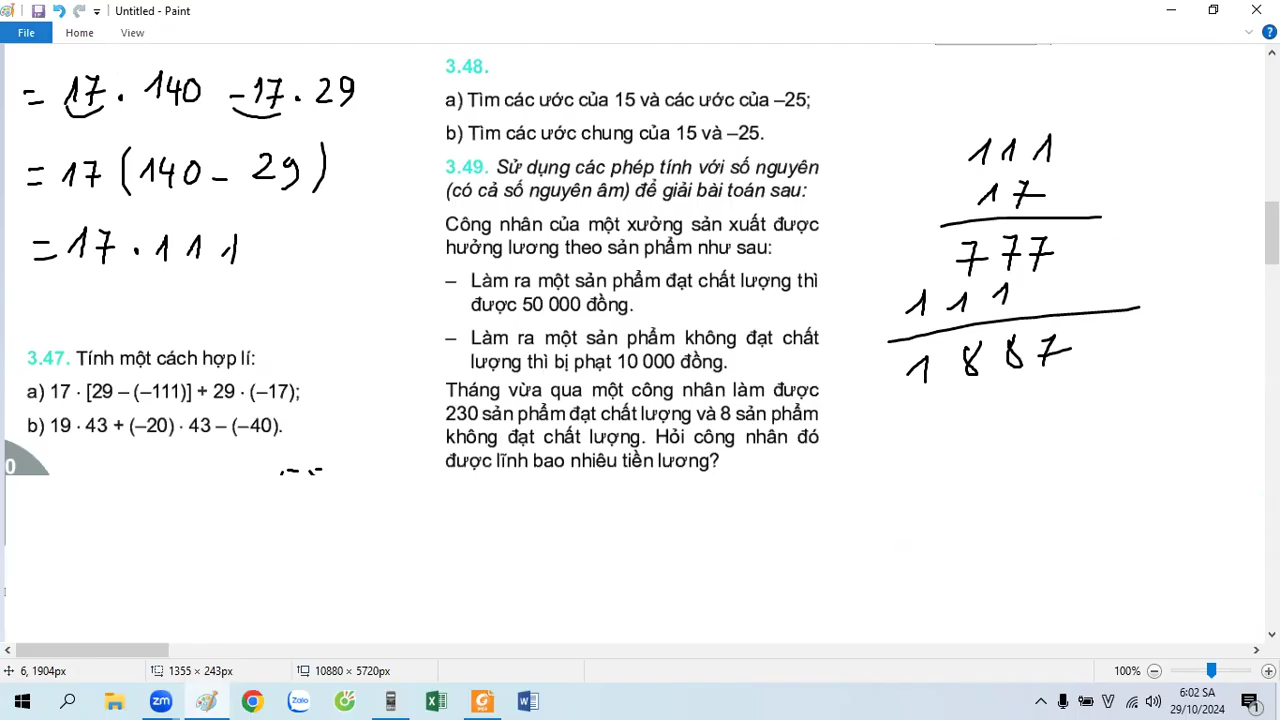 Untitled - Paint
File Home View
= 17 . 140 - 17 . 29
= 17 (140 - 29)
= 17 . 111
3.47. Tính một cách hợp lí:
a) 17 · [29 – (–111)] + 29 · (–17);
b) 19 · 43 + (–20) · 43 – (–40).
0
3.48.
a) Tìm các ước của 15 và các ước của –25;
b) Tìm các ước chung của 15 và –25.
3.49. Sử dụng các phép tính với số nguyên
(có cả số nguyên âm) để giải bài toán sau:
Công nhân của một xưởng sản xuất được
hưởng lương theo sản phẩm như sau:
– Làm ra một sản phẩm đạt chất lượng thì
được 50 000 đồng.
– Làm ra một sản phẩm không đạt chất
lượng thì bị phạt 10 000 đồng.
Tháng vừa qua một công nhân làm được
230 sản phẩm đạt chất lượng và 8 sản phẩm
không đạt chất lượng. Hỏi công nhân đó
được lĩnh bao nhiêu tiền lương?
111
17
777
111
1887
6, 1904px 1355 × 243px 10880 × 5720px 100%
zm Zalo PDF
V 6:02 SA
29/10/2024 1